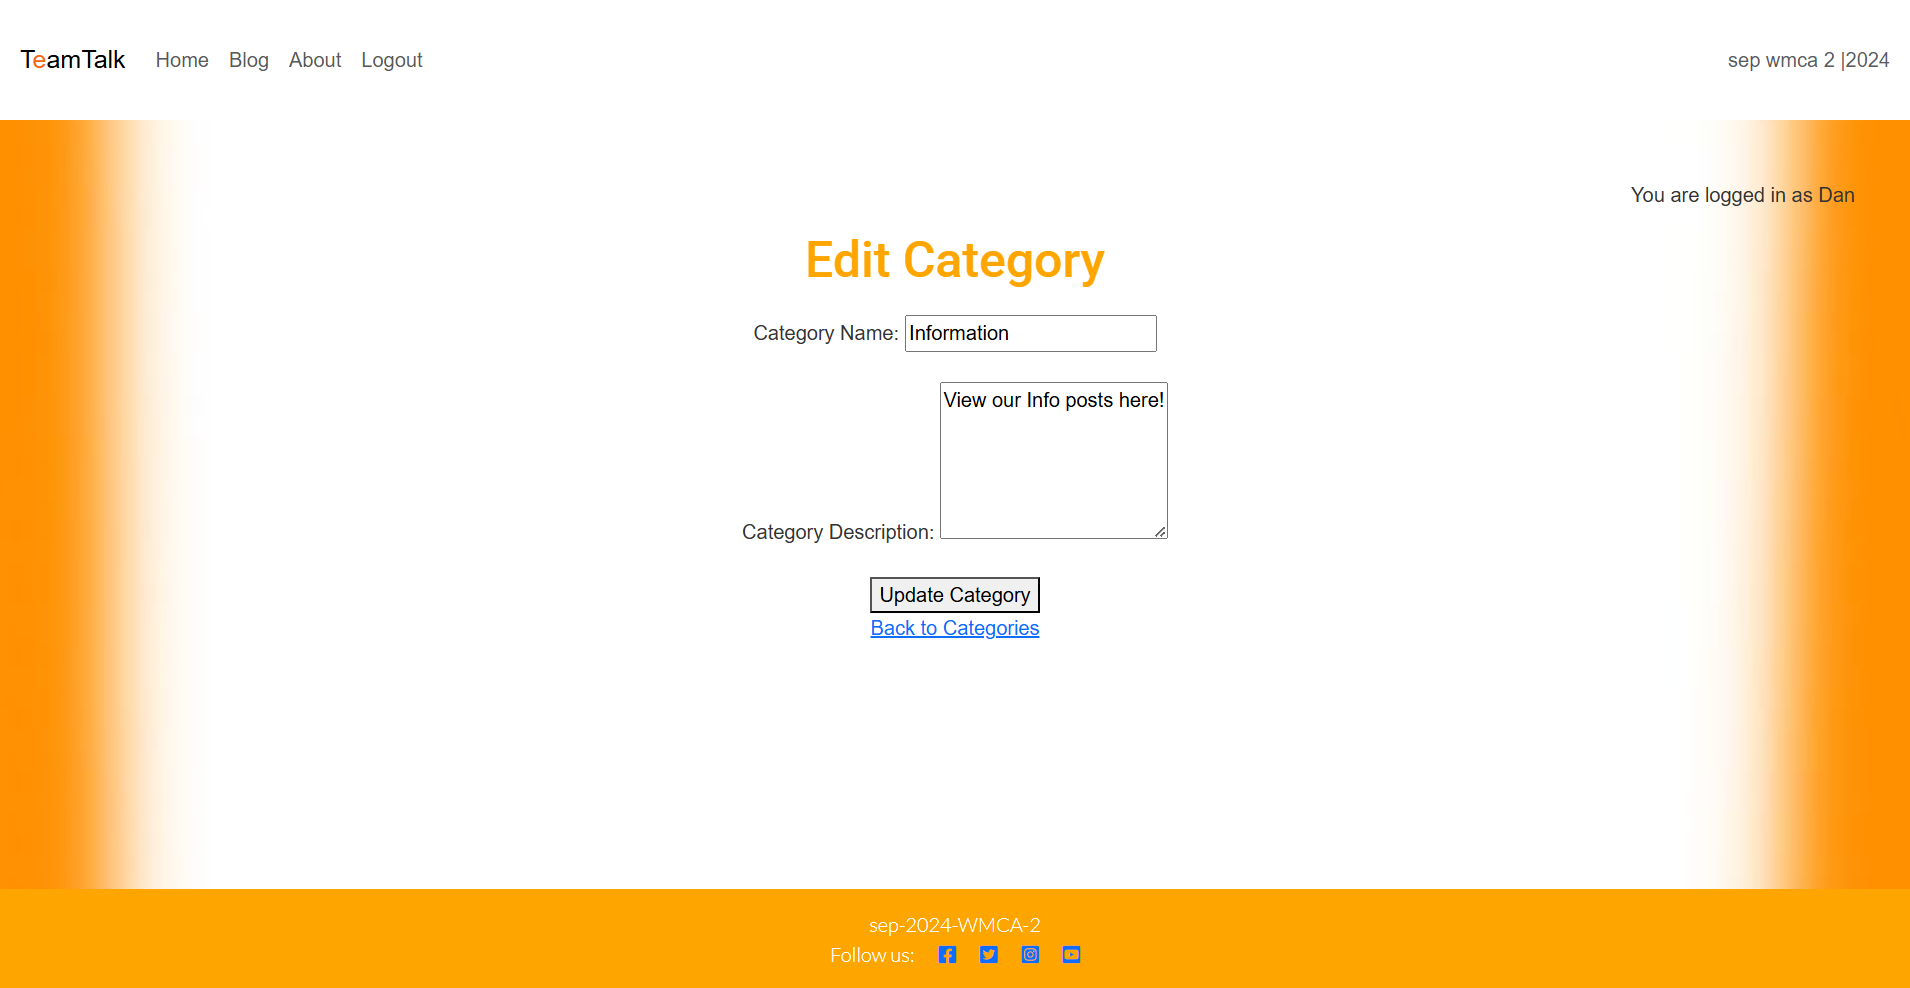 TeamTalk Home Blog About Logout sep wmca 2 |2024
You are logged in as Dan
Edit Category
Category Name: Information
View our Info posts here!
Category Description:
Update Category
Back to Categories
sep-2024-WMCA-2
Follow us: